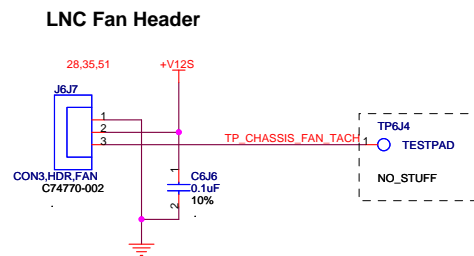 LNC Fan Header
28,35,51
+V12S
J6J7
1
2
3
TP_CHASSIS_FAN_TACH
1
TP6J4
TESTPAD
NO_STUFF
CON3,HDR,FAN
C74770-002
.
1
C6J6
0.1uF
10%
2
.